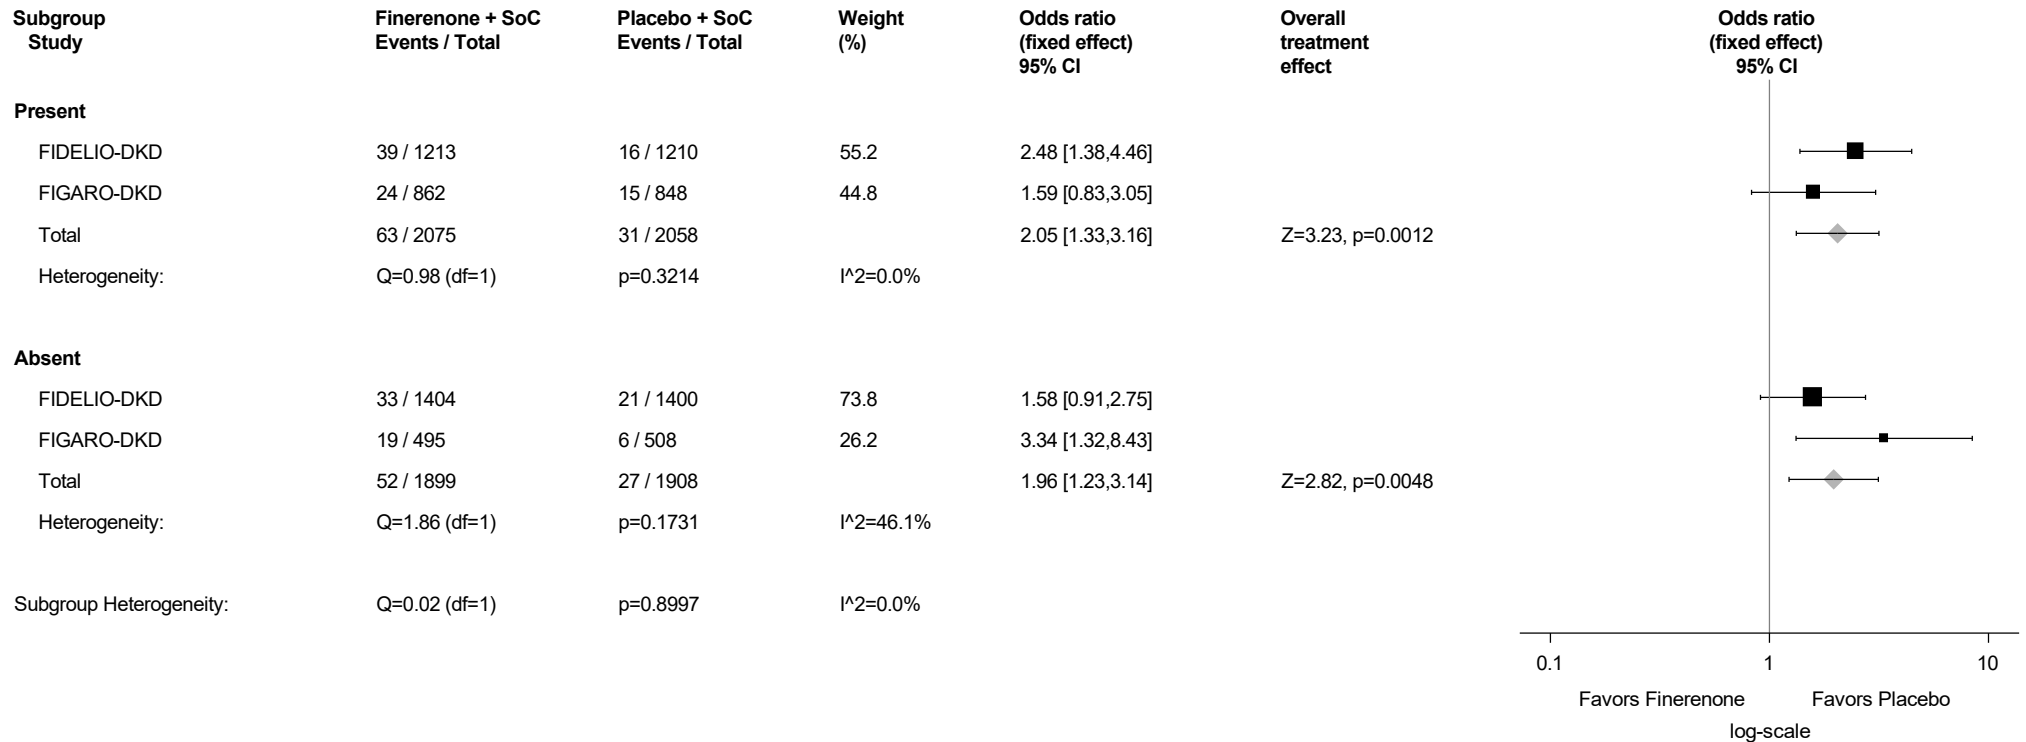 Subgroup Finerenone + SoC Placebo + SoC Weight Odds ratio Overall Odds ratio
Study Events / Total Events / Total (%) (fixed effect) treatment (fixed effect)
95% CI effect 95% CI
Present
FIDELIO-DKD 39 / 1213 16 / 1210 55.2 2.48 [1.38,4.46]
FIGARO-DKD 24 / 862 15 / 848 44.8 1.59 [0.83,3.05]
Total 63 / 2075 31 / 2058 2.05 [1.33,3.16] Z=3.23, p=0.0012
Heterogeneity: Q=0.98 (df=1) p=0.3214 I^2=0.0%
Absent
FIDELIO-DKD 33 / 1404 21 / 1400 73.8 1.58 [0.91,2.75]
FIGARO-DKD 19 / 495 6 / 508 26.2 3.34 [1.32,8.43]
Total 52 / 1899 27 / 1908 1.96 [1.23,3.14] Z=2.82, p=0.0048
Heterogeneity: Q=1.86 (df=1) p=0.1731 I^2=46.1%
Subgroup Heterogeneity: Q=0.02 (df=1) p=0.8997 I^2=0.0%
0.1 1 10
Favors Finerenone Favors Placebo
log-scale